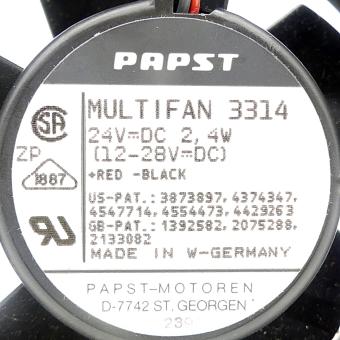 PAPST
MULTIFAN 3314
24V=DC 2,4W
(12-28V=DC)
+RED -BLACK
SA
ZP
1887
US-PAT.: 3873897, 4374347,
4547714, 4554473, 4429263
GB-PAT.: 1392582, 2075288,
2133082
MADE IN W-GERMANY
PAPST-MOTOREN
D-7742 ST. GEORGEN